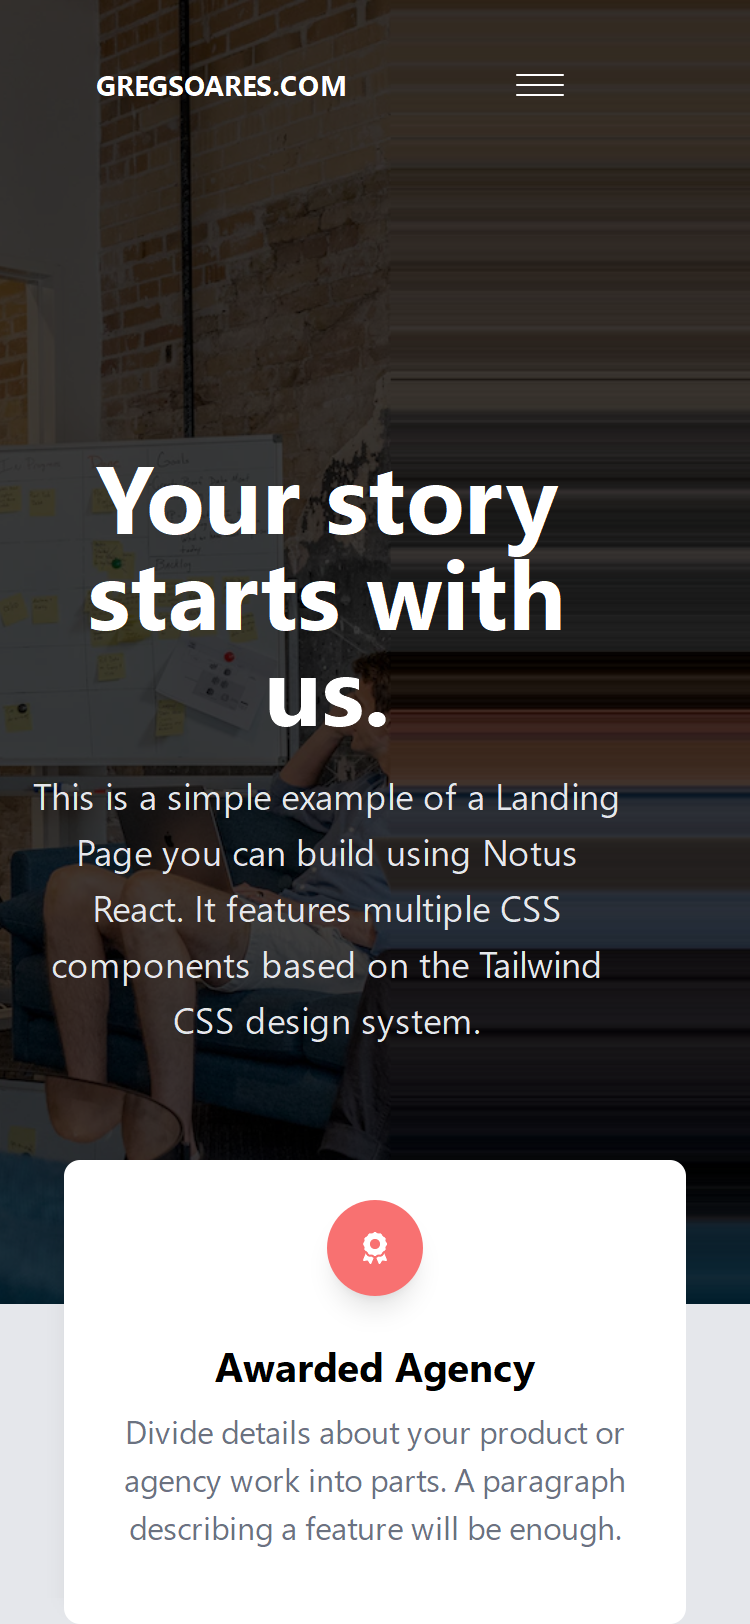 GREGSOARES.COM
Your story
starts with
us.
This is a simple example of a Landing
Page you can build using Notus
React. It features multiple CSS
components based on the Tailwind
CSS design system.
Awarded Agency
Divide details about your product or
agency work into parts. A paragraph
describing a feature will be enough.